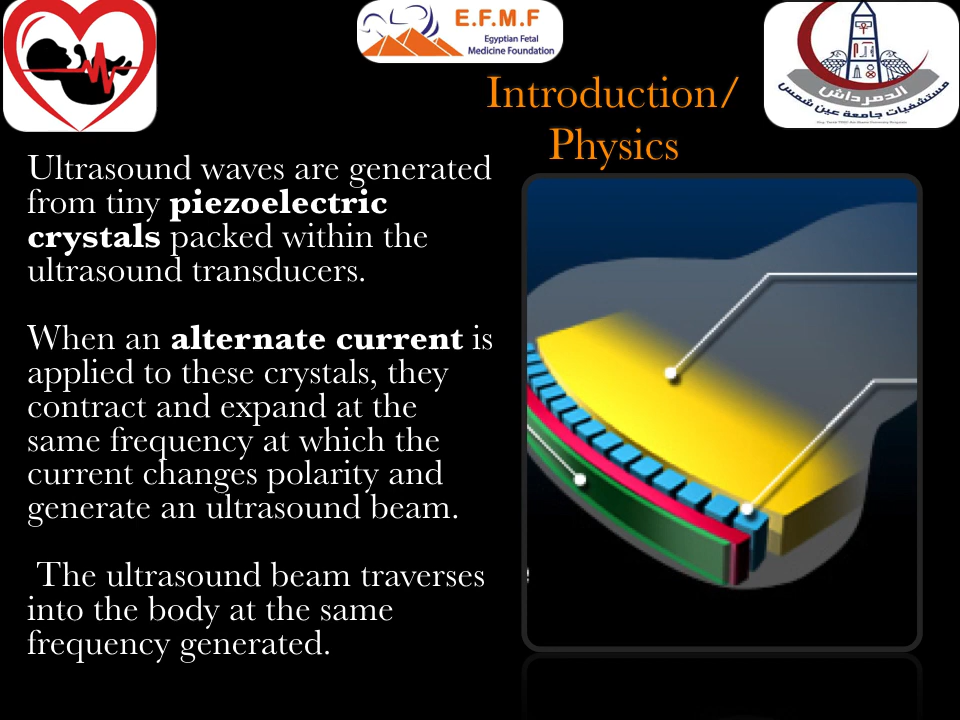 E.F.M.F
Egyptian Fetal
Medicine Foundation
الدمرداش
مستشفيات جامعة عين شمس
Introduction/
Physics
Ultrasound waves are generated
from tiny piezoelectric
crystals packed within the
ultrasound transducers.
When an alternate current is
applied to these crystals, they
contract and expand at the
same frequency at which the
current changes polarity and
generate an ultrasound beam.
The ultrasound beam traverses
into the body at the same
frequency generated.